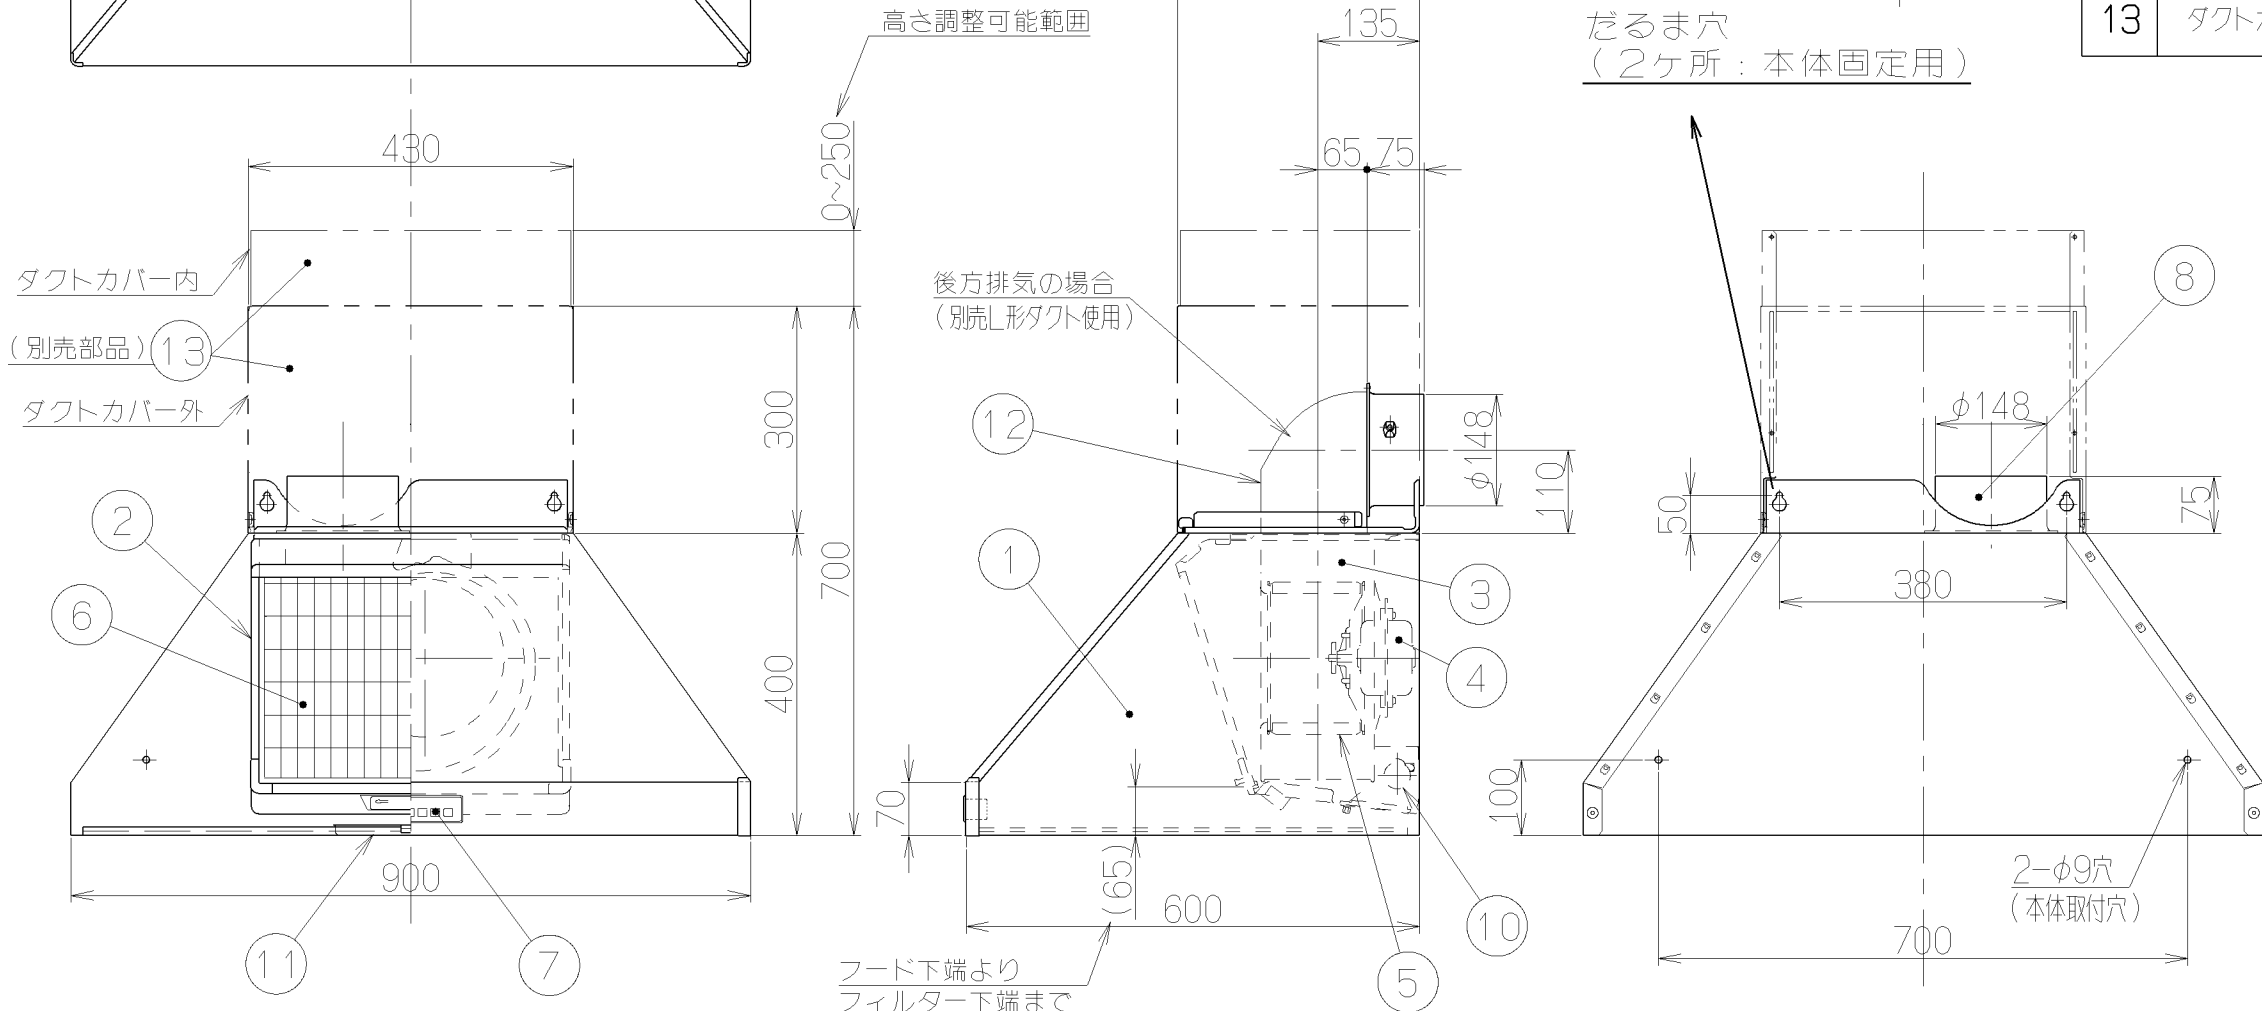 高さ調整可能範囲
135
だるま穴
（2ケ所：本体固定用）
13
ダクトカ
430
0~250
65
75
ダクトカバー内
後方排気の場合
（別売L形ダクト使用）
8
（別売部品）
13
ダクトカバー外
300
12
φ148
110
φ148
50
75
2
1
3
700
380
6
400
4
70
100
900
(65)
600
2-φ9穴
（本体取付穴）
10
700
11
7
5
フード下端より
フィルター下端まで